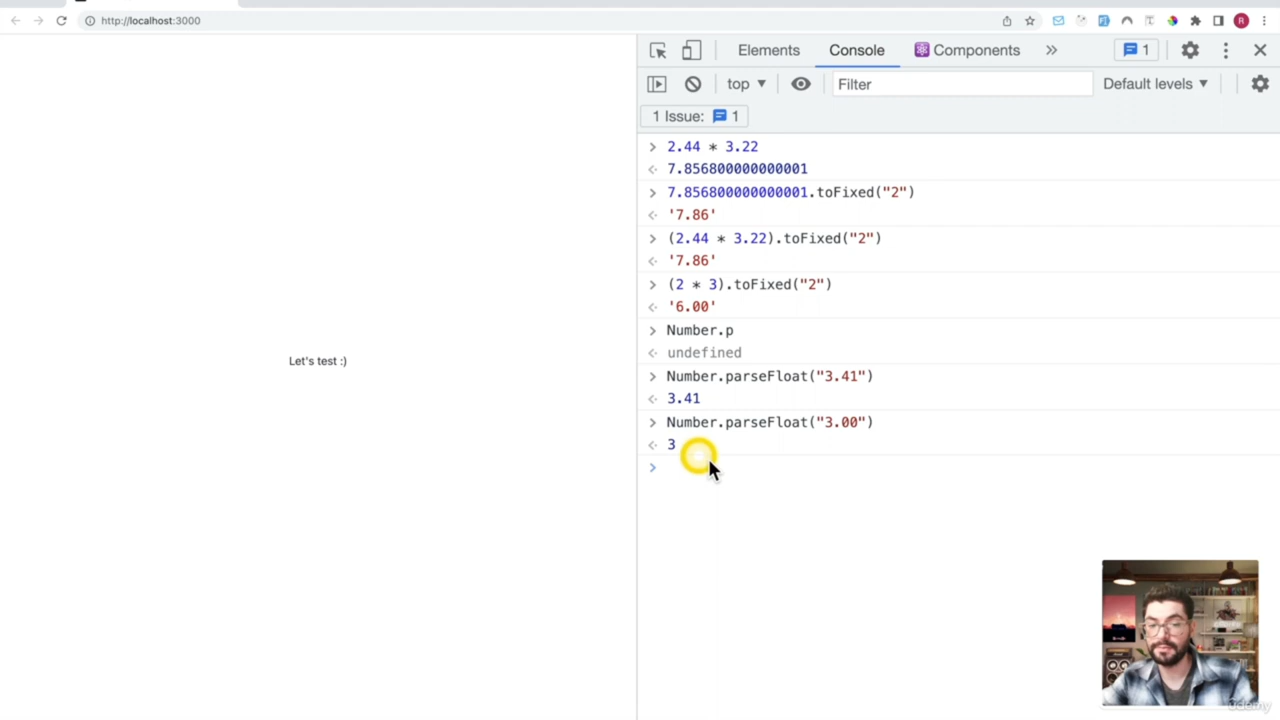 http://localhost:3000
R
Elements
Console
Components
1
top
Filter
Default levels
1 Issue:
1
> 2.44 * 3.22
7.856800000000001
> 7.856800000000001.toFixed("2")
'7.86'
> (2.44 * 3.22).toFixed("2")
'7.86'
> (2 * 3).toFixed("2")
'6.00'
> Number.p
undefined
> Number.parseFloat("3.41")
3.41
> Number.parseFloat("3.00")
3
>
Let's test :)
udemy